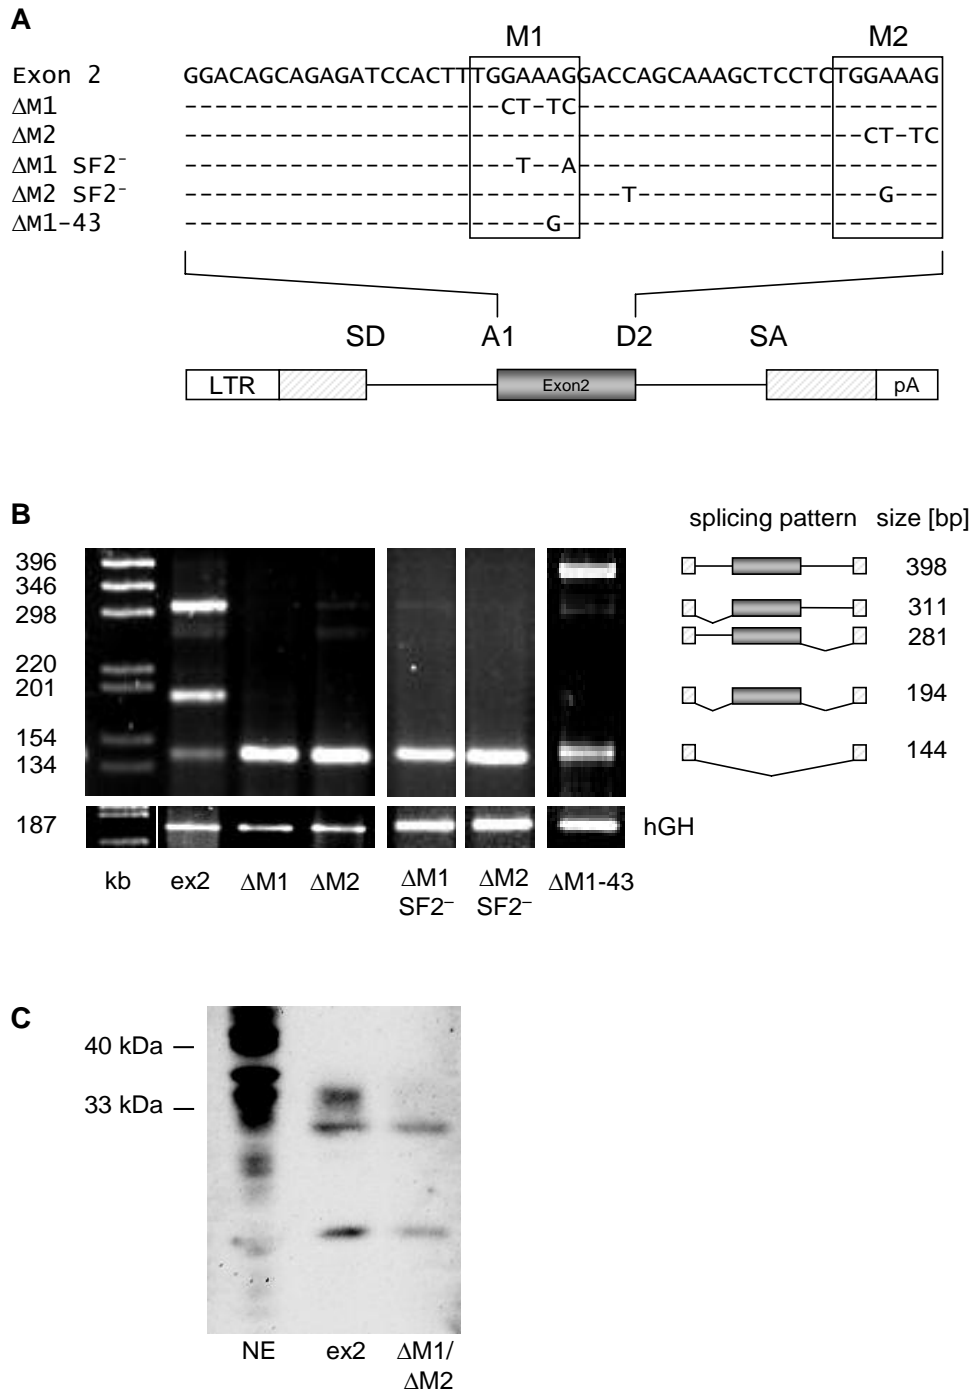 A
M1 M2
Exon 2 GGACAGCAGAGATCCACTTTGGAAAGGACCAGCAAAGCTCCTCTGGAAAG
ΔM1 ---------------------CT-TC------------------------
ΔM2 ---------------------------------------------CT-TC
ΔM1 SF2⁻ ----------------------T--A------------------------
ΔM2 SF2⁻ -----------------------------T----------------G---
ΔM1-43 ------------------------G-------------------------
SD A1 D2 SA
LTR Exon2 pA
B
splicing pattern size [bp]
396
346
298
220
201
154
134
187
398
311
281
194
144
hGH
kb ex2 ΔM1 ΔM2 ΔM1 SF2⁻ ΔM2 SF2⁻ ΔM1-43
C
40 kDa
33 kDa
NE ex2 ΔM1/
ΔM2